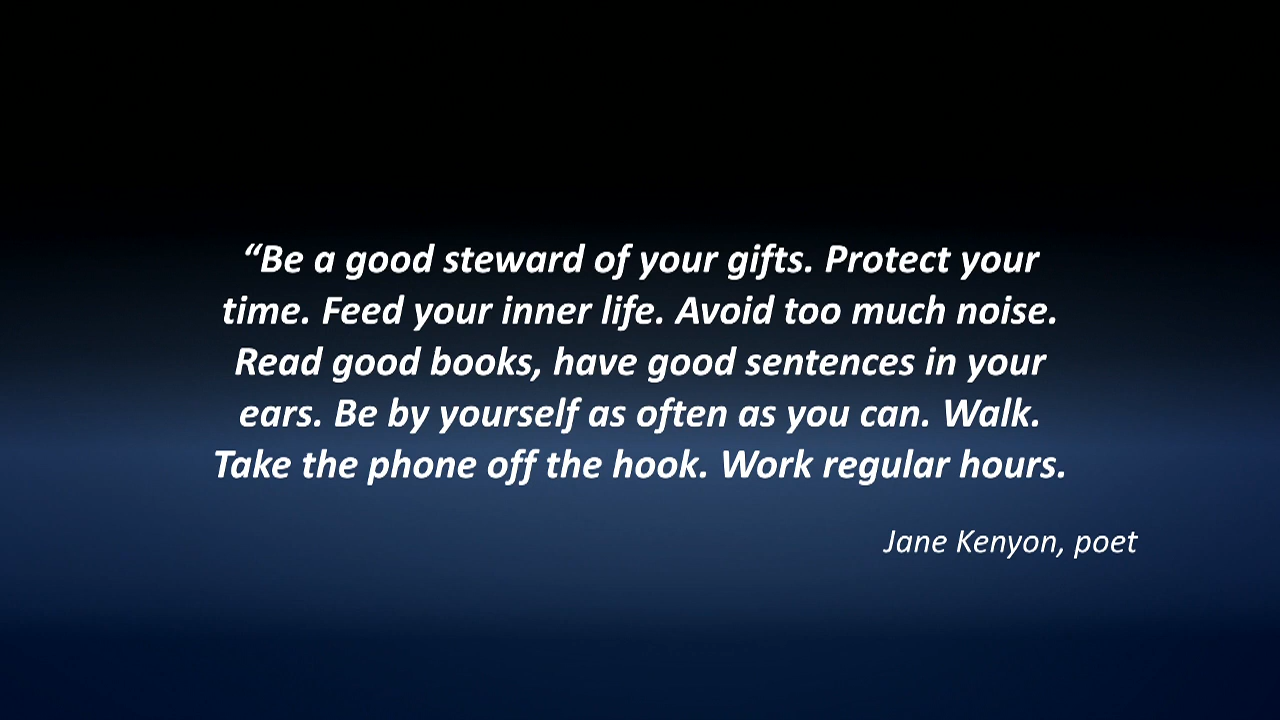 “Be a good steward of your gifts. Protect your
time. Feed your inner life. Avoid too much noise.
Read good books, have good sentences in your
ears. Be by yourself as often as you can. Walk.
Take the phone off the hook. Work regular hours.
Jane Kenyon, poet